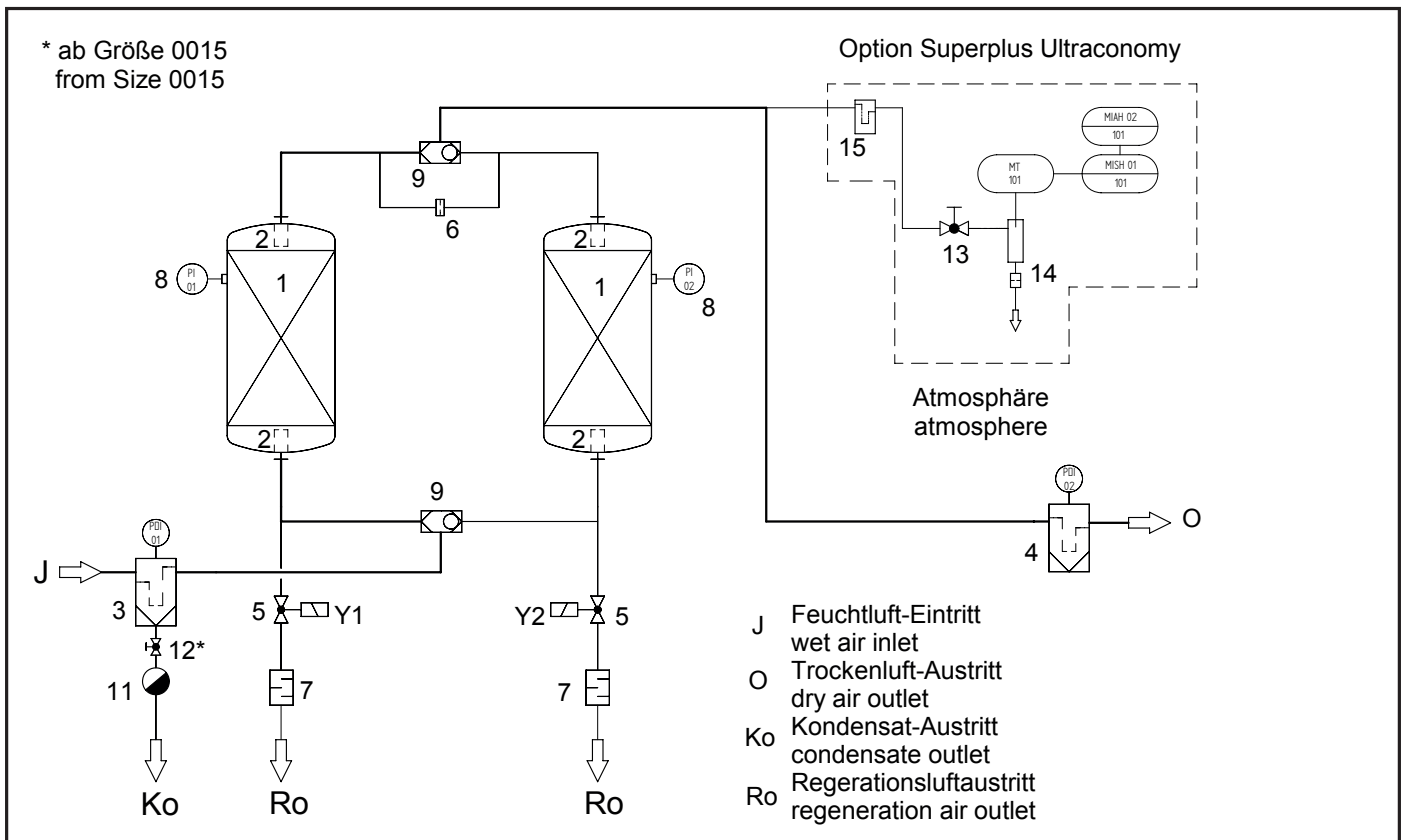 * ab Größe 0015
from Size 0015
Option Superplus Ultraconomy
MIAH 02
101
15
MT
101
MISH 01
101
9
6
13
14
2
2
8
PI
01
1
1
PI
02
8
2
2
Atmosphäre
atmosphere
9
PDI
01
PDI
02
J
3
4
O
5
Y1
Y2
5
12*
11
7
7
Ko
Ro
Ro
J
Feuchtluft-Eintritt
wet air inlet
O
Trockenluft-Austritt
dry air outlet
Ko
Kondensat-Austritt
condensate outlet
Ro
Regerationsluftaustritt
regeneration air outlet